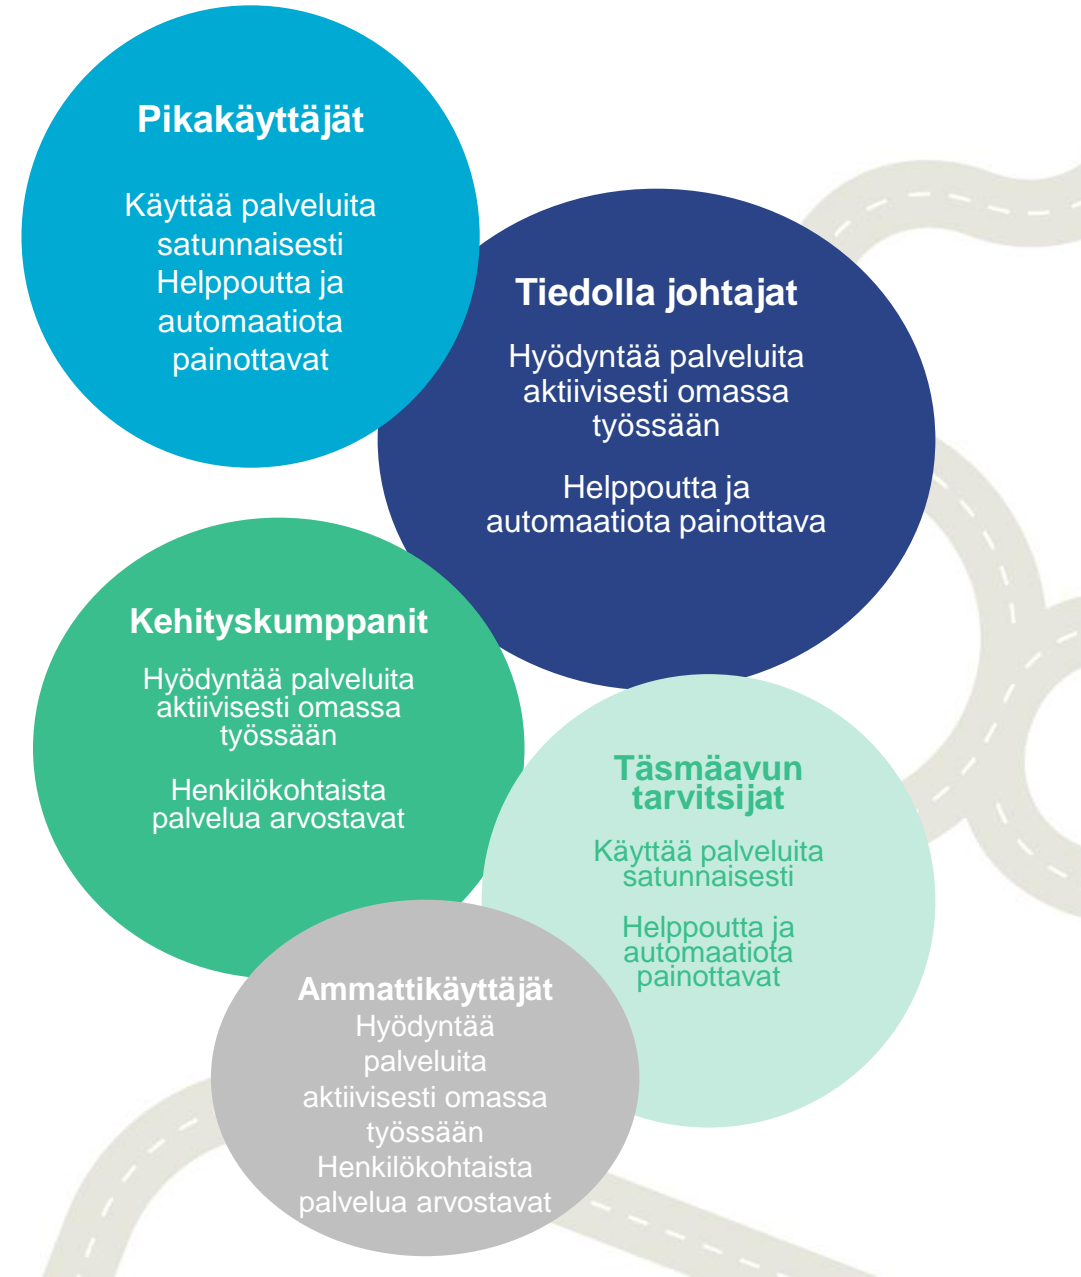 Pikakäyttäjät
Käyttää palveluita
satunnaisesti
Helppoutta ja
automaatiota
painottavat
Tiedolla johtajat
Hyödyntää palveluita
aktiivisesti omassa
työssään
Helppoutta ja
automaatiota painottava
Kehityskumppanit
Hyödyntää palveluita
aktiivisesti omassa
työssään
Henkilökohtaista
palvelua arvostavat
Täsmäavun
tarvitsijat
Käyttää palveluita
satunnaisesti
Helppoutta ja
automaatiota
painottavat
Ammattikäyttäjät
Hyödyntää
palveluita
aktiivisesti omassa
työssään
Henkilökohtaista
palvelua arvostavat